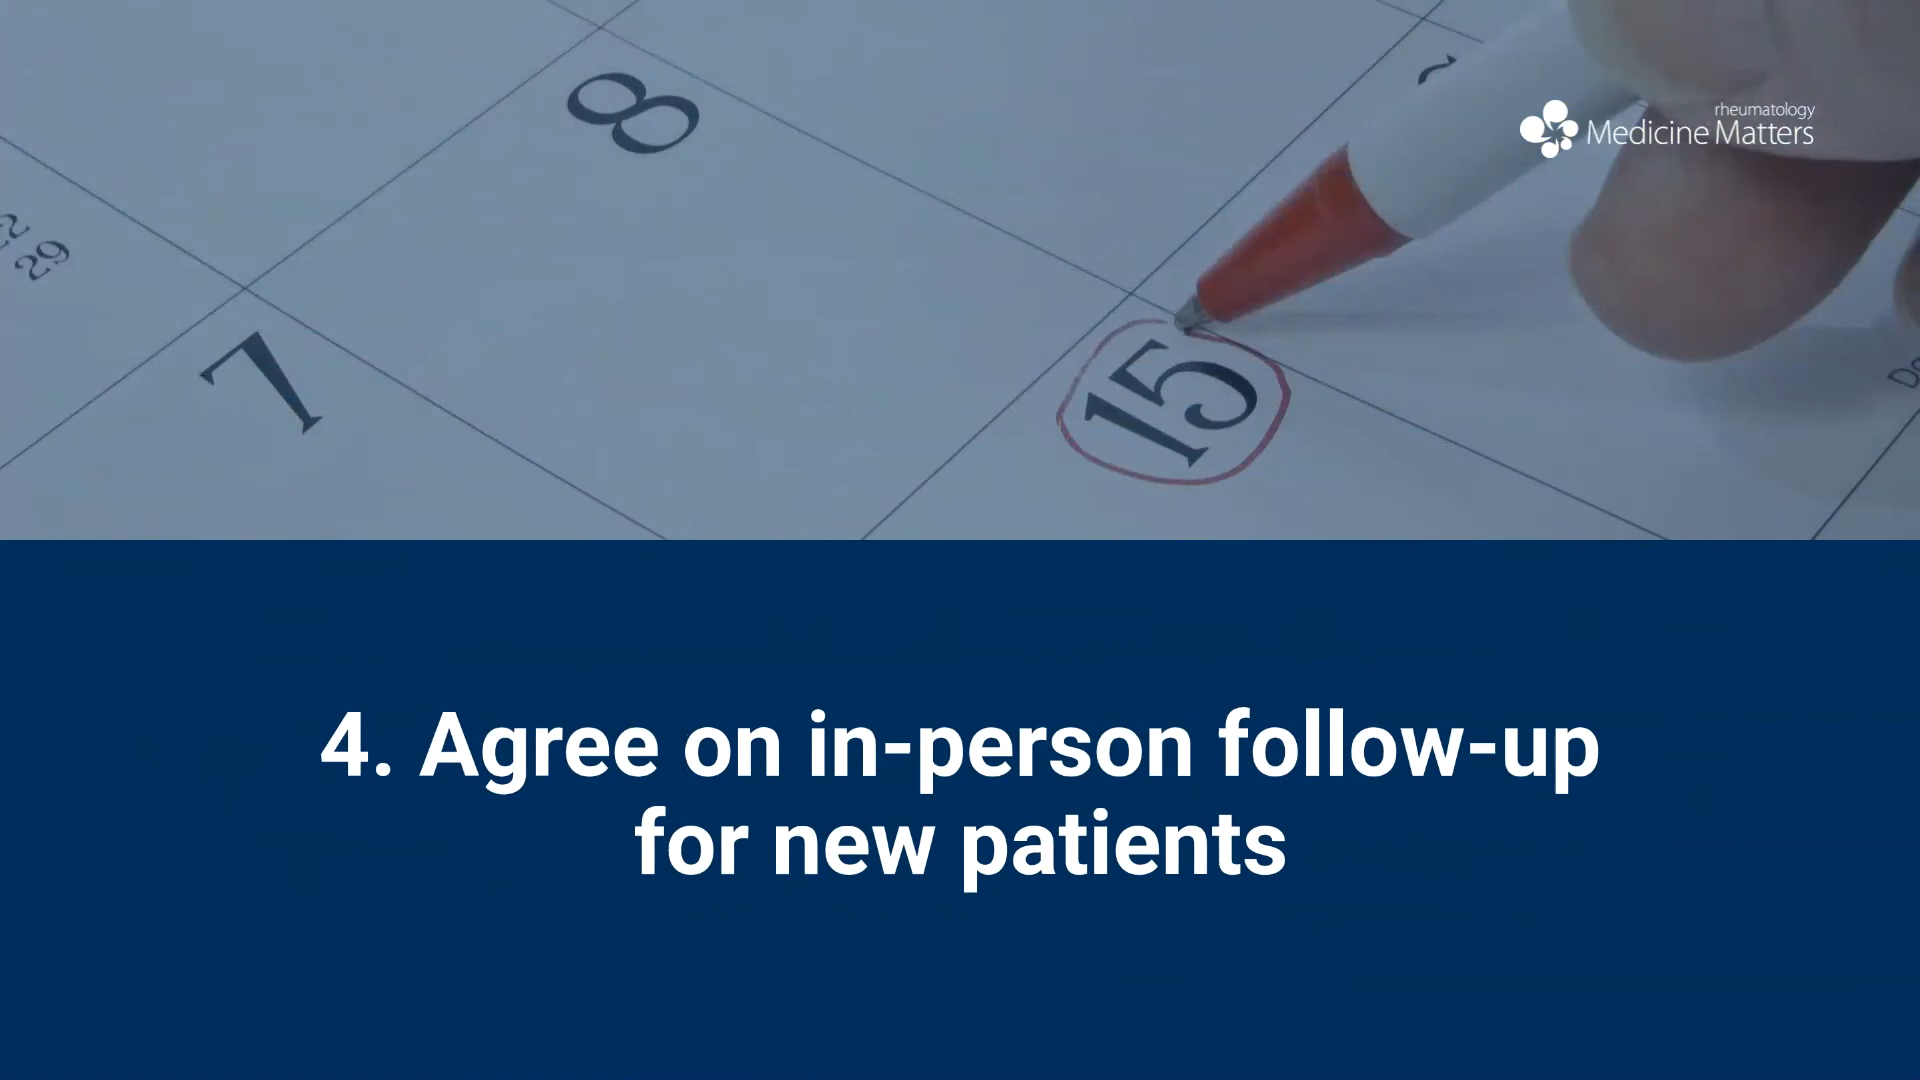 8
rheumatology
Medicine Matters
29
7
15
4. Agree on in-person follow-up
for new patients